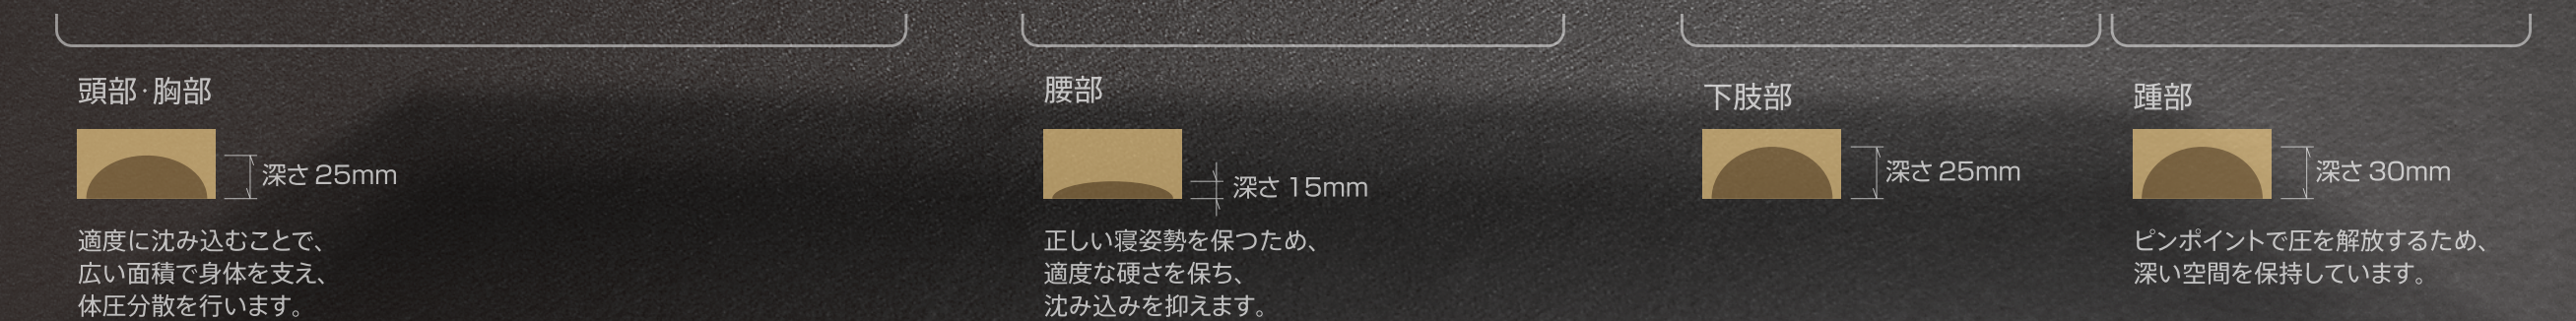 頭部・胸部
深さ 25mm
適度に沈み込むことで、
広い面積で身体を支え、
体圧分散を行います。
腰部
深さ 15mm
正しい寝姿勢を保つため、
適度な硬さを保ち、
沈み込みを抑えます。
下肢部
深さ 25mm
踵部
深さ 30mm
ピンポイントで圧を解放するため、
深い空間を保持しています。